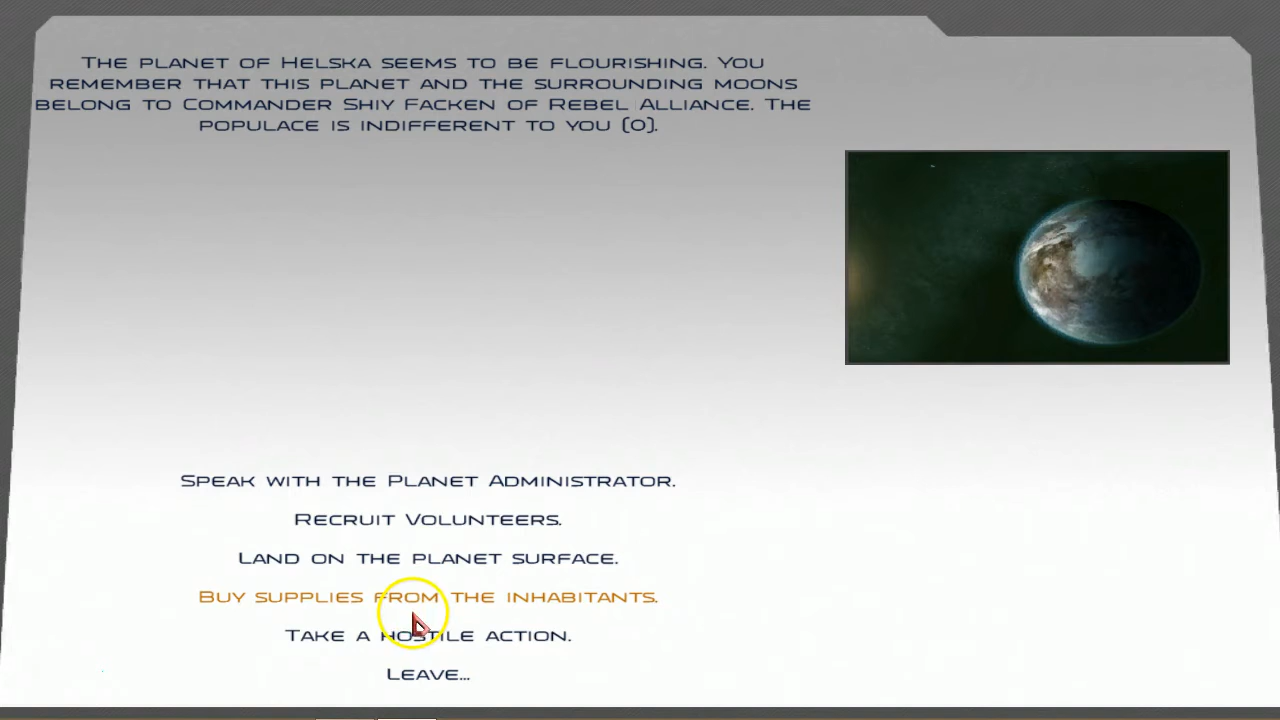 The planet of Helska seems to be flourishing. You
remember that this planet and the surrounding moons
belong to Commander Shiy Facken of Rebel Alliance. The
populace is indifferent to you (0).
Speak with the Planet Administrator.
Recruit Volunteers.
Land on the planet surface.
Buy supplies from the inhabitants.
Take a hostile action.
Leave...